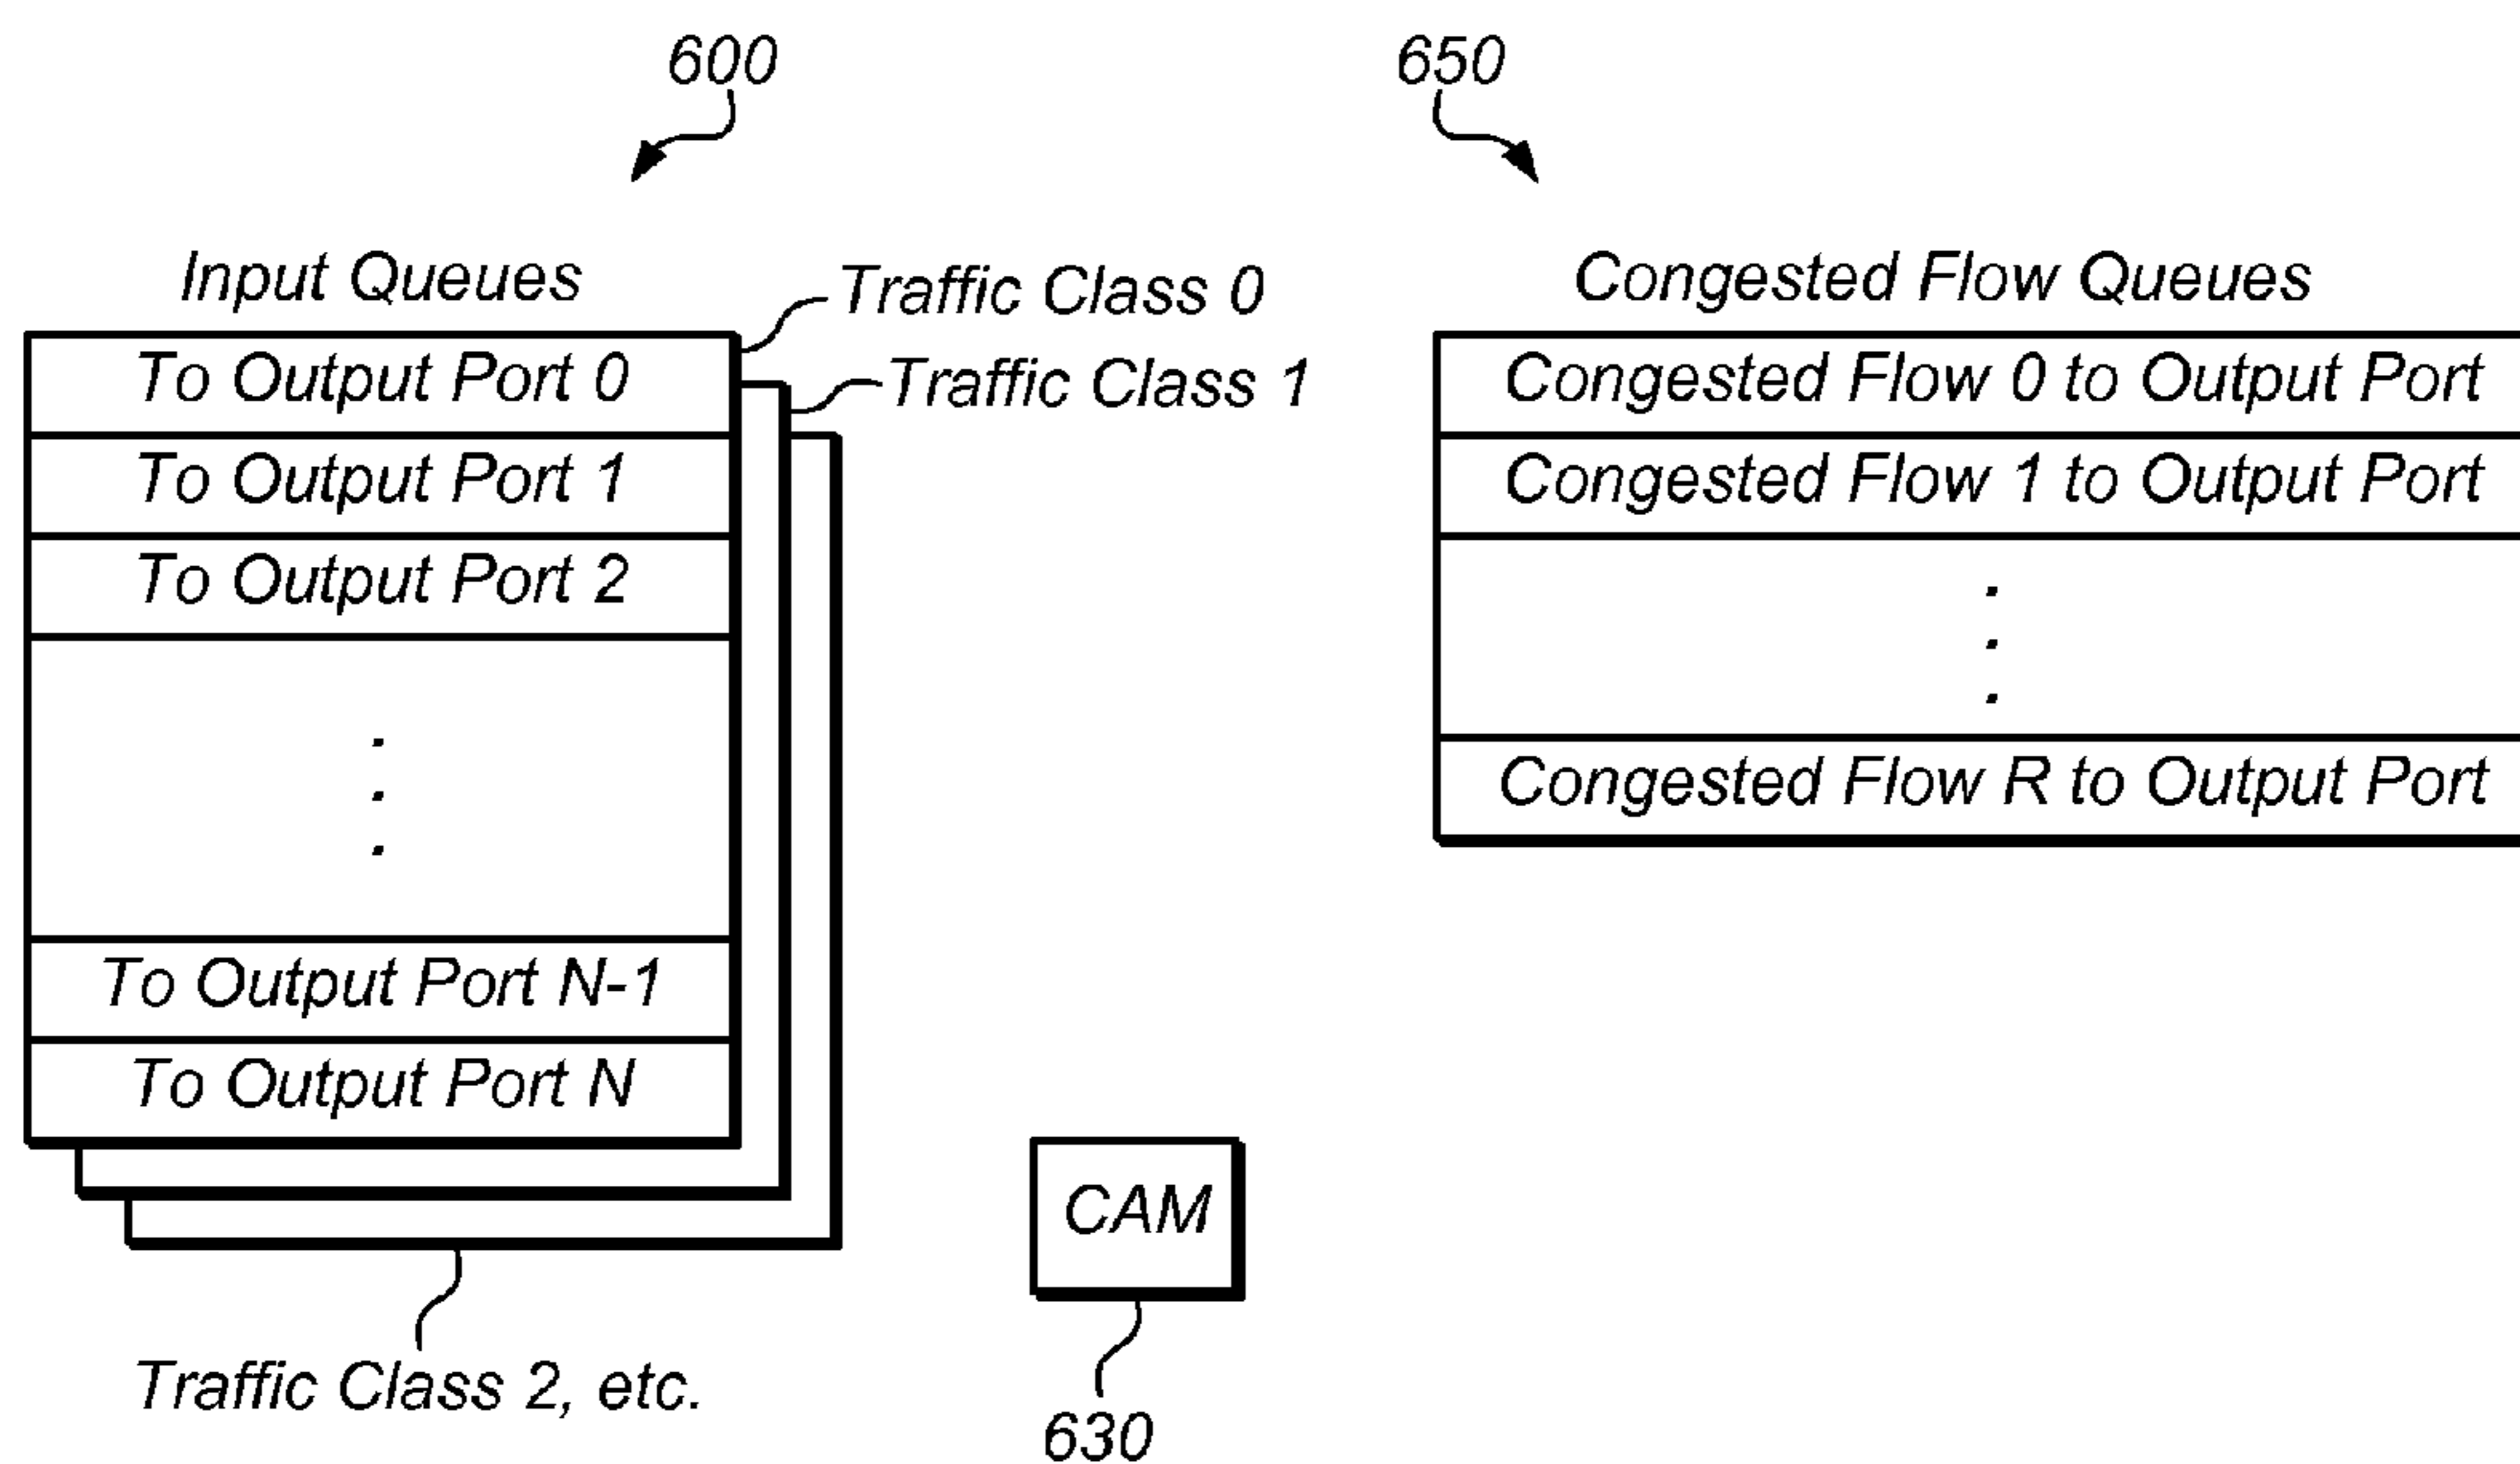 600
650
Input Queues
Traffic Class 0
Traffic Class 1
Congested Flow Queues
To Output Port 0
To Output Port 1
To Output Port 2
.
.
.
To Output Port N-1
To Output Port N
Traffic Class 2, etc.
Congested Flow 0 to Output Port
Congested Flow 1 to Output Port
.
.
.
Congested Flow R to Output Port
CAM
630